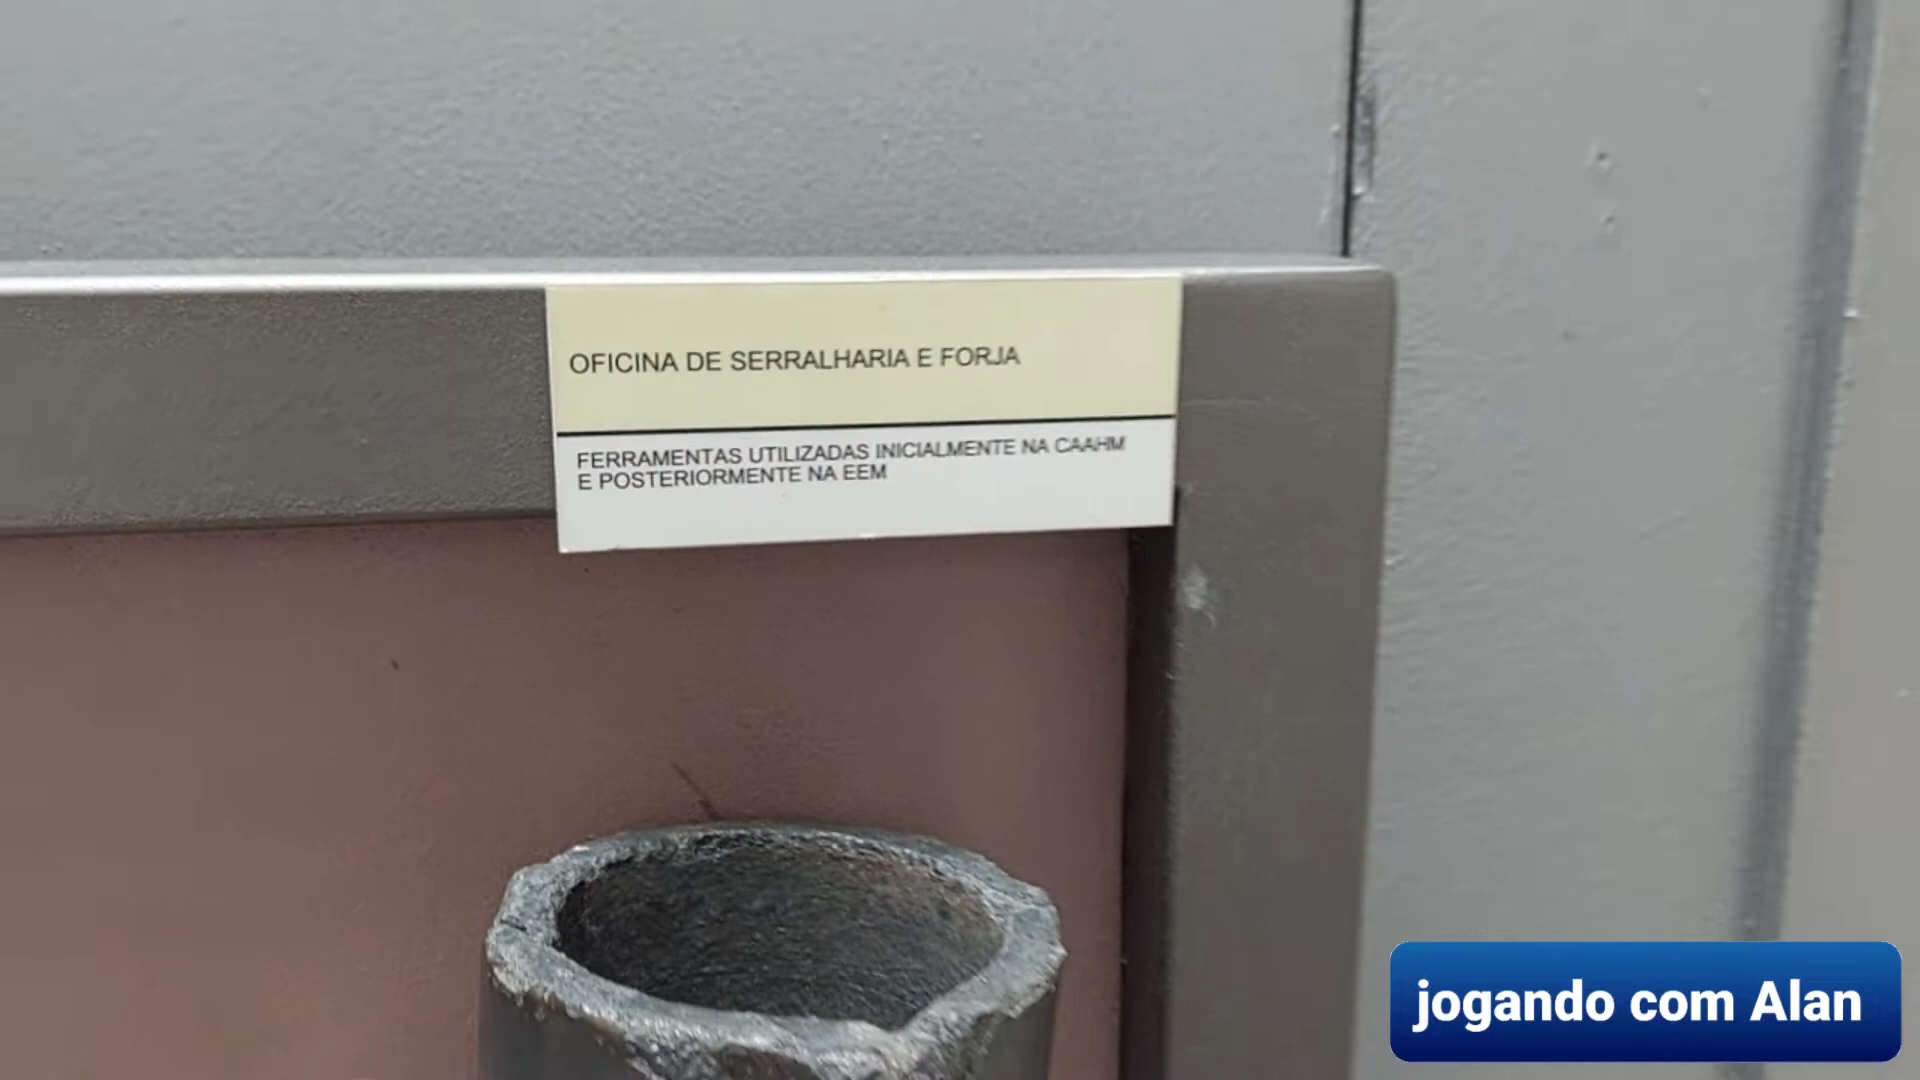 OFICINA DE SERRALHARIA E FORJA
FERRAMENTAS UTILIZADAS INICIALMENTE NA CAAHM
E POSTERIORMENTE NA EEM
jogando com Alan